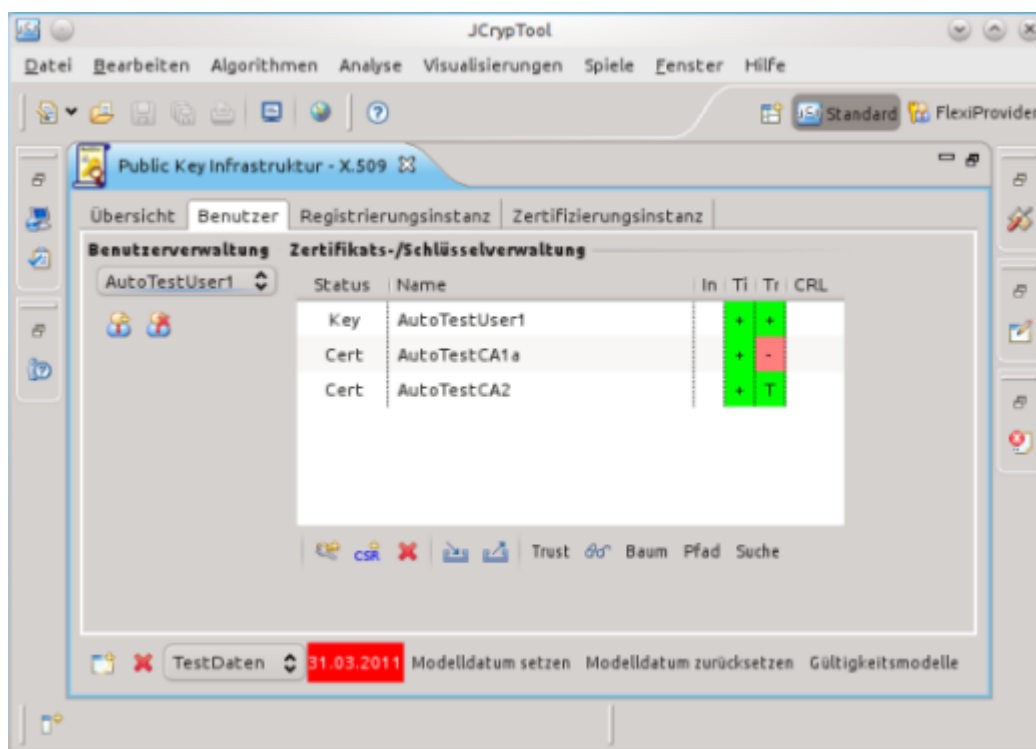 JCrypTool
Datei Bearbeiten Algorithmen Analyse Visualisierungen Spiele Fenster Hilfe
Standard FlexiProvider
Public Key Infrastruktur - X.509
Übersicht Benutzer Registrierungsinstanz Zertifizierungsinstanz
Benutzerverwaltung Zertifikats-/Schlüsselverwaltung
AutoTestUser1
Status Name In Ti Tr CRL
Key AutoTestUser1 + +
Cert AutoTestCA1a + -
Cert AutoTestCA2 + T
CSR Trust Baum Pfad Suche
TestDaten 31.03.2011 Modelldatum setzen Modelldatum zurücksetzen Gültigkeitsmodelle